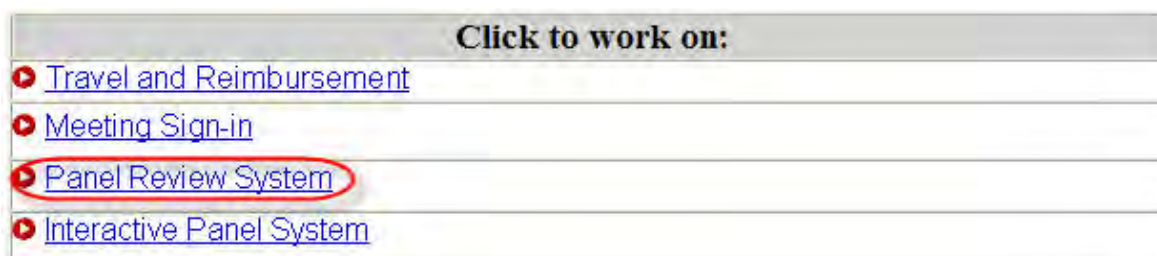 Click to work on:
Travel and Reimbursement
Meeting Sign-in
Panel Review System
Interactive Panel System